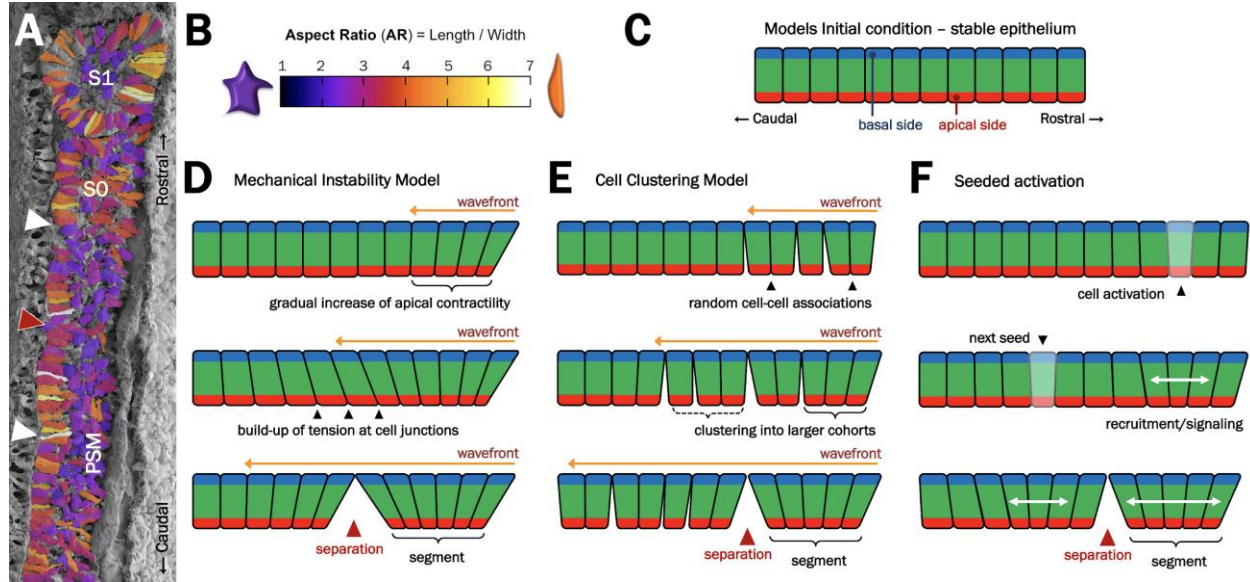 A
S1
S0
PSM
Rostral →
← Caudal
B
Aspect Ratio (AR) = Length / Width
1 2 3 4 5 6 7
C
Models Initial condition – stable epithelium
← Caudal
basal side
apical side
Rostral →
D
Mechanical Instability Model
wavefront
gradual increase of apical contractility
wavefront
build-up of tension at cell junctions
wavefront
separation
segment
E
Cell Clustering Model
wavefront
random cell-cell associations
wavefront
clustering into larger cohorts
wavefront
separation
segment
F
Seeded activation
cell activation
next seed
recruitment/signaling
separation
segment